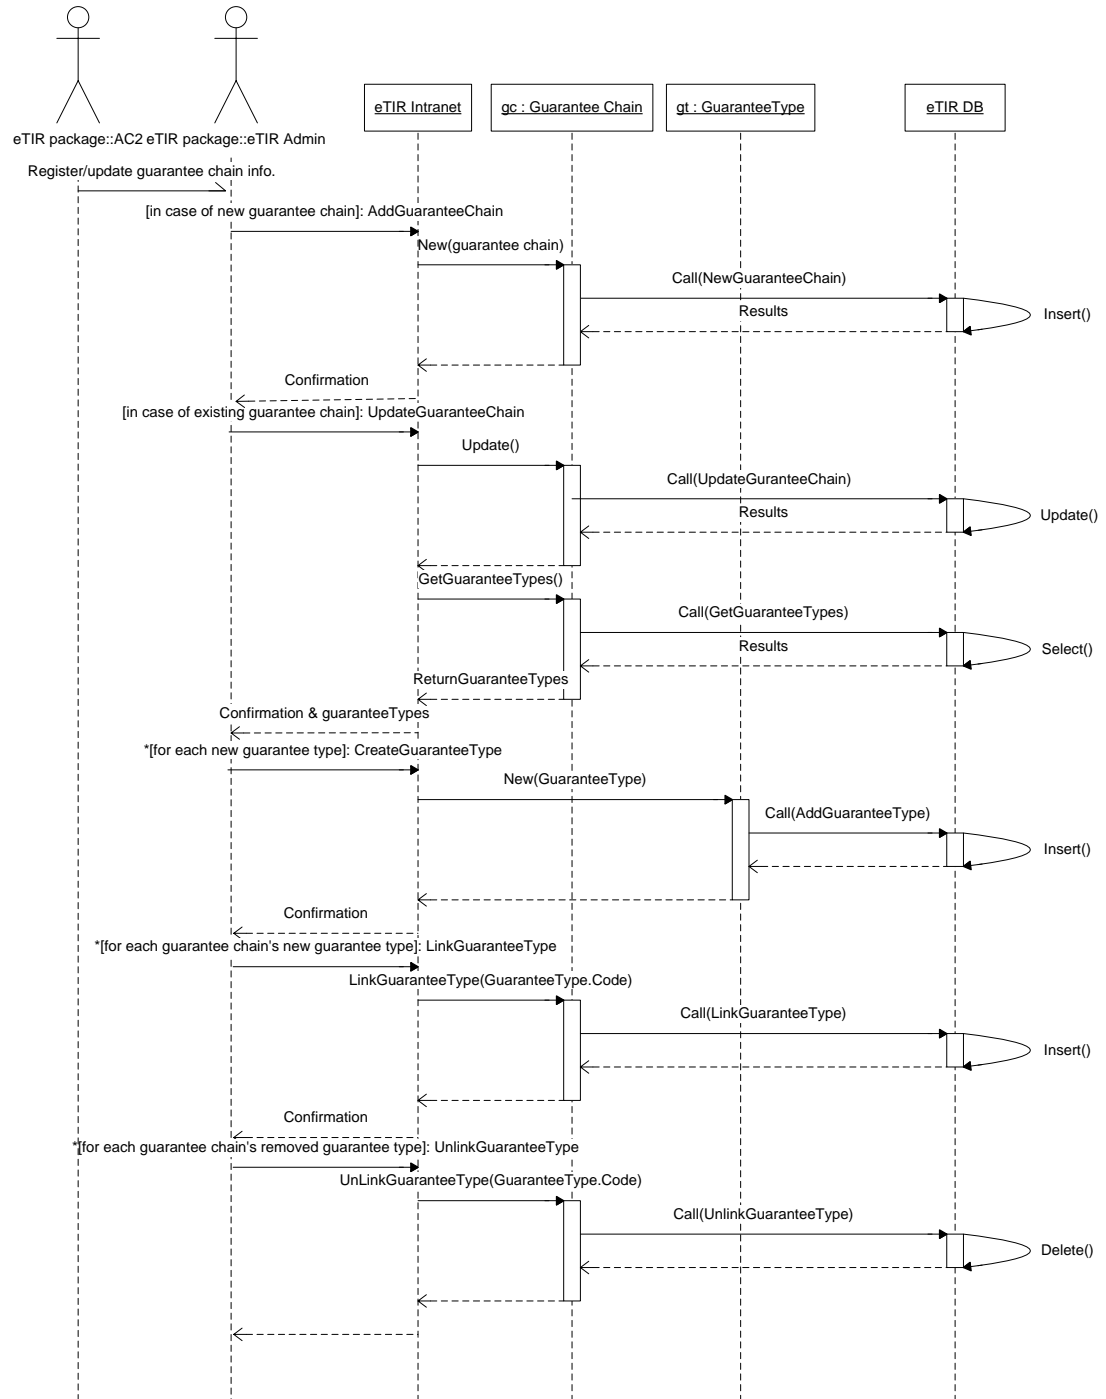 eTIR Intranet
gc : Guarantee Chain
gt : GuaranteeType
eTIR DB
eTIR package::AC2
eTIR package::eTIR Admin
Register/update guarantee chain info.
[in case of new guarantee chain]: AddGuaranteeChain
New(guarantee chain)
Call(NewGuaranteeChain)
Results
Insert()
Confirmation
[in case of existing guarantee chain]: UpdateGuaranteeChain
Update()
Call(UpdateGuranteeChain)
Results
Update()
GetGuaranteeTypes()
Call(GetGuaranteeTypes)
Results
Select()
ReturnGuaranteeTypes
Confirmation & guaranteeTypes
*[for each new guarantee type]: CreateGuaranteeType
New(GuaranteeType)
Call(AddGuaranteeType)
Insert()
Confirmation
*[for each guarantee chain's new guarantee type]: LinkGuaranteeType
LinkGuaranteeType(GuaranteeType.Code)
Call(LinkGuaranteeType)
Insert()
Confirmation
*[for each guarantee chain's removed guarantee type]: UnlinkGuaranteeType
UnLinkGuaranteeType(GuaranteeType.Code)
Call(UnlinkGuaranteeType)
Delete()